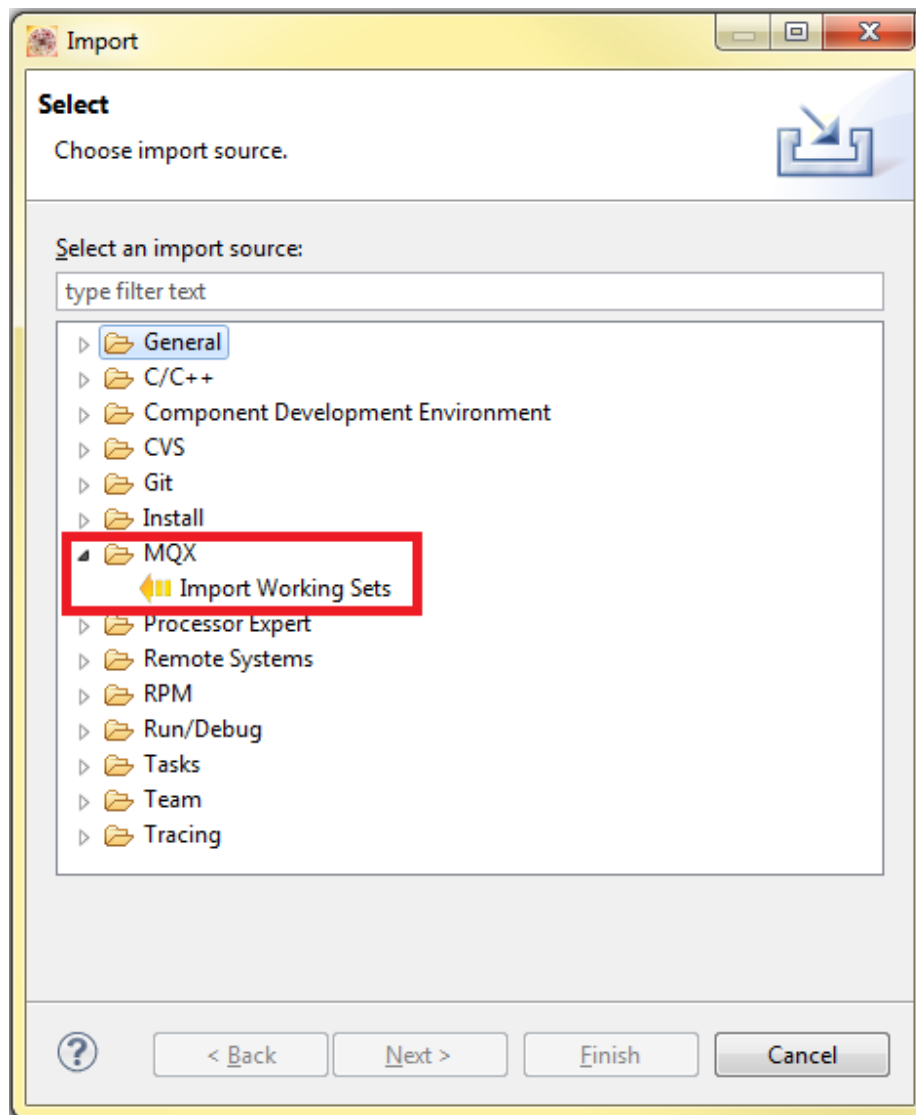 Import
Select
Choose import source.
Select an import source:
type filter text
General
C/C++
Component Development Environment
CVS
Git
Install
MQX
Import Working Sets
Processor Expert
Remote Systems
RPM
Run/Debug
Tasks
Team
Tracing
? < Back Next > Finish Cancel